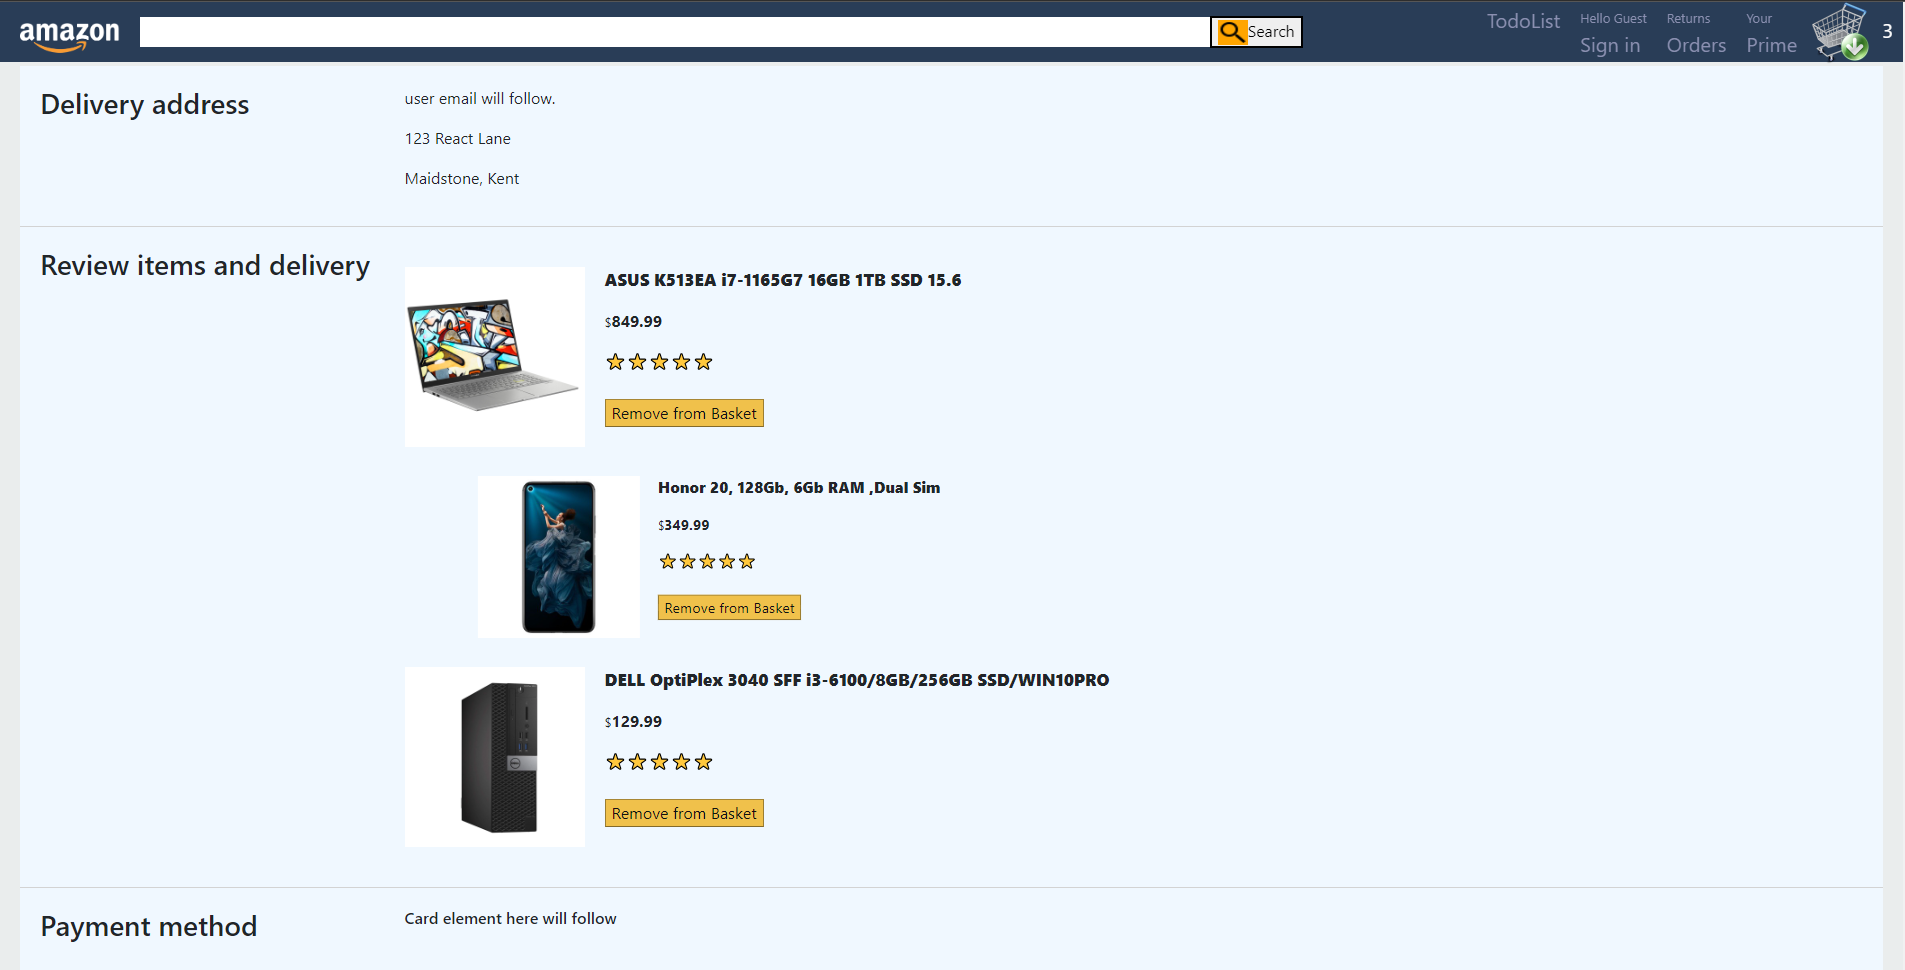 amazon
Search
TodoList
Hello Guest
Sign in
Returns
Orders
Your
Prime
3
Delivery address
user email will follow.
123 React Lane
Maidstone, Kent
Review items and delivery
ASUS K513EA i7-1165G7 16GB 1TB SSD 15.6
$849.99
Remove from Basket
Honor 20, 128Gb, 6Gb RAM ,Dual Sim
$349.99
Remove from Basket
DELL OptiPlex 3040 SFF i3-6100/8GB/256GB SSD/WIN10PRO
$129.99
Remove from Basket
Payment method
Card element here will follow